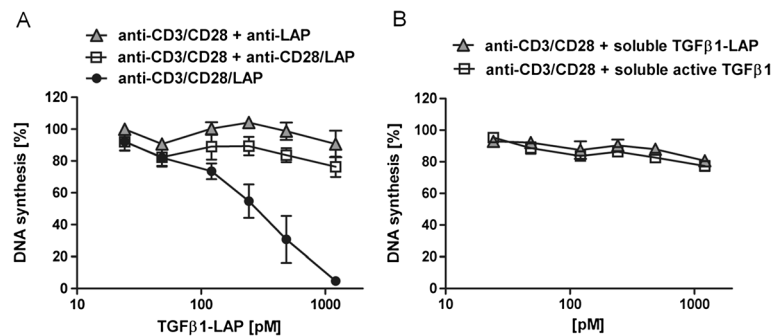 A
anti-CD3/CD28 + anti-LAP
anti-CD3/CD28 + anti-CD28/LAP
anti-CD3/CD28/LAP
DNA synthesis [%]
120
100
80
60
40
20
0
10
100
1000
TGFβ1-LAP [pM]
B
anti-CD3/CD28 + soluble TGFβ1-LAP
anti-CD3/CD28 + soluble active TGFβ1
DNA synthesis [%]
120
100
80
60
40
20
0
10
100
1000
[pM]